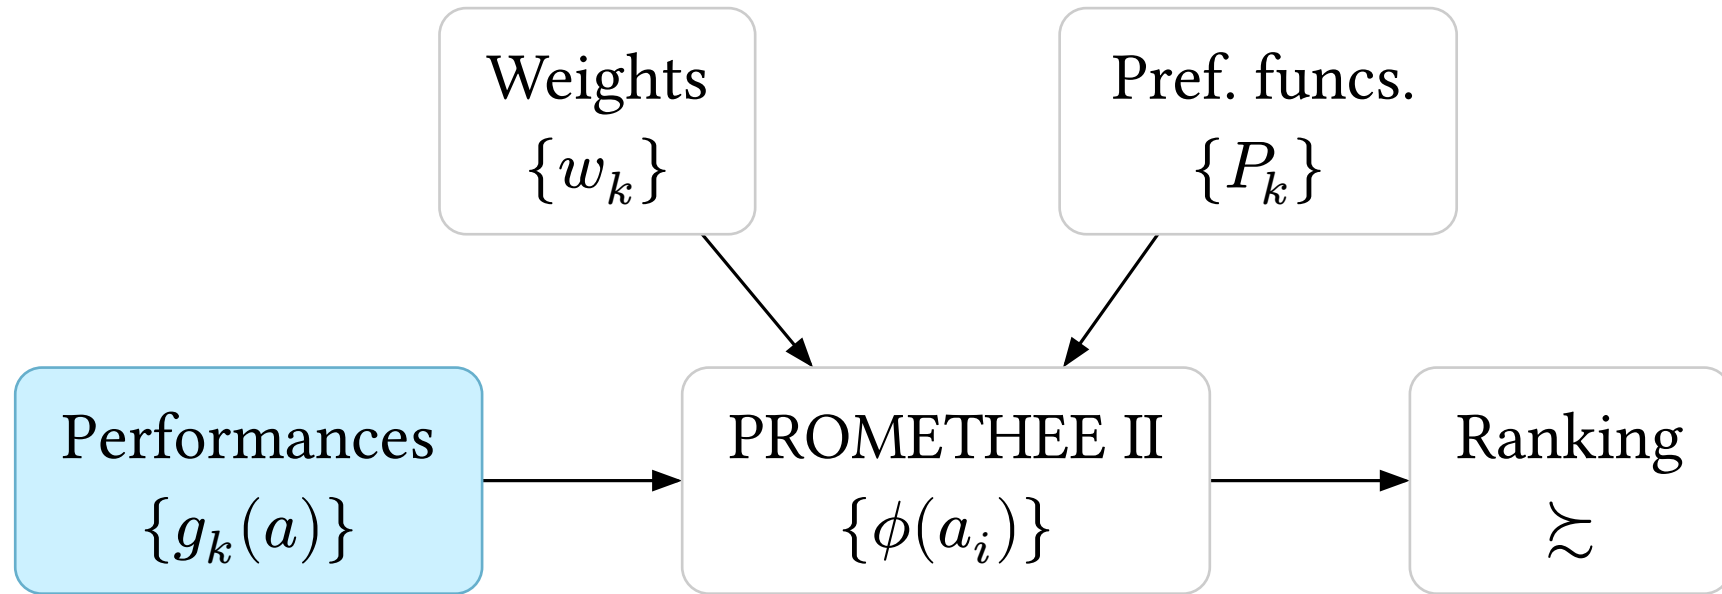 Weights
{w_k}
Pref. funcs.
{P_k}
Performances
{g_k(a)}
PROMETHEE II
{ϕ(a_i)}
Ranking
≿